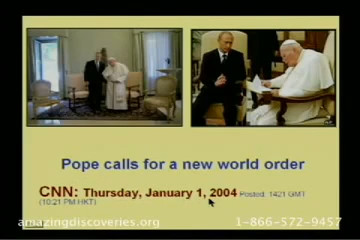 Pope calls for a new world order
CNN: Thursday, January 1, 2004 Posted: 1421 GMT
(10:21 PM HKT)
amazingdiscoveries.org 1-866-572-9457